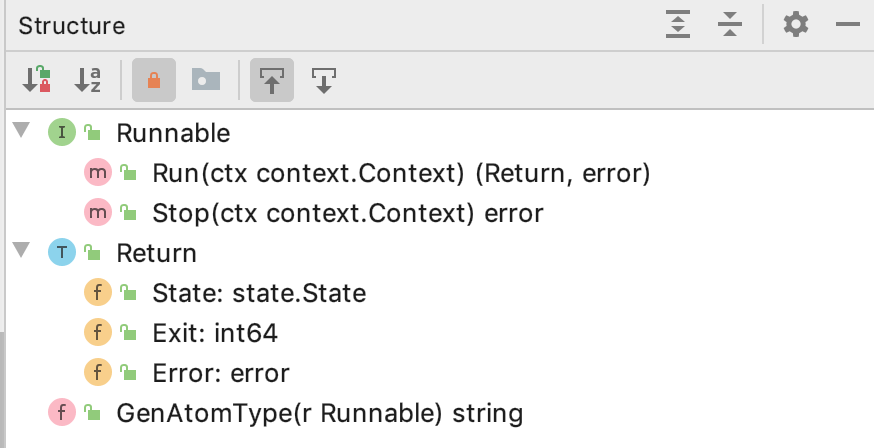 Structure
Runnable
Run(ctx context.Context) (Return, error)
Stop(ctx context.Context) error
Return
State: state.State
Exit: int64
Error: error
GenAtomType(r Runnable) string